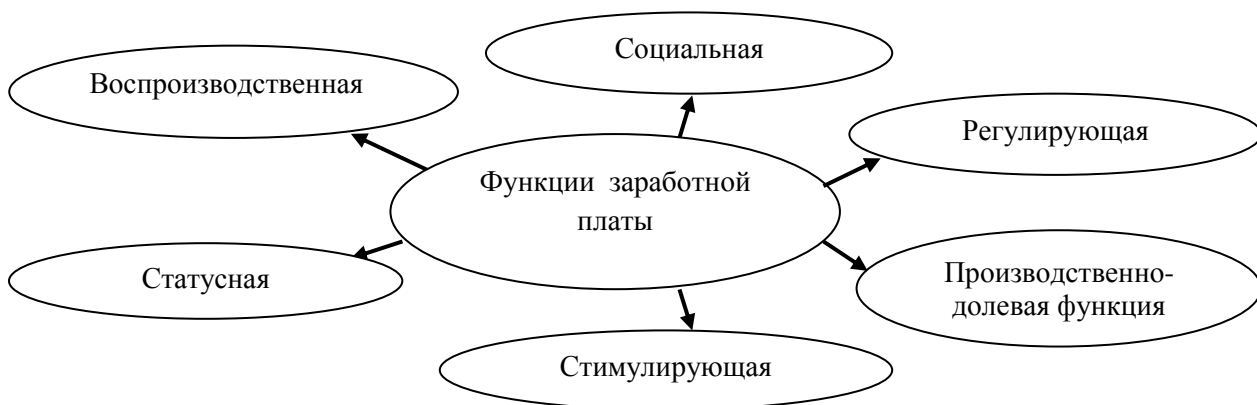 Социальная
Воспроизводственная
Регулирующая
Функции заработной
платы
Статусная
Производственно-
долевая функция
Стимулирующая